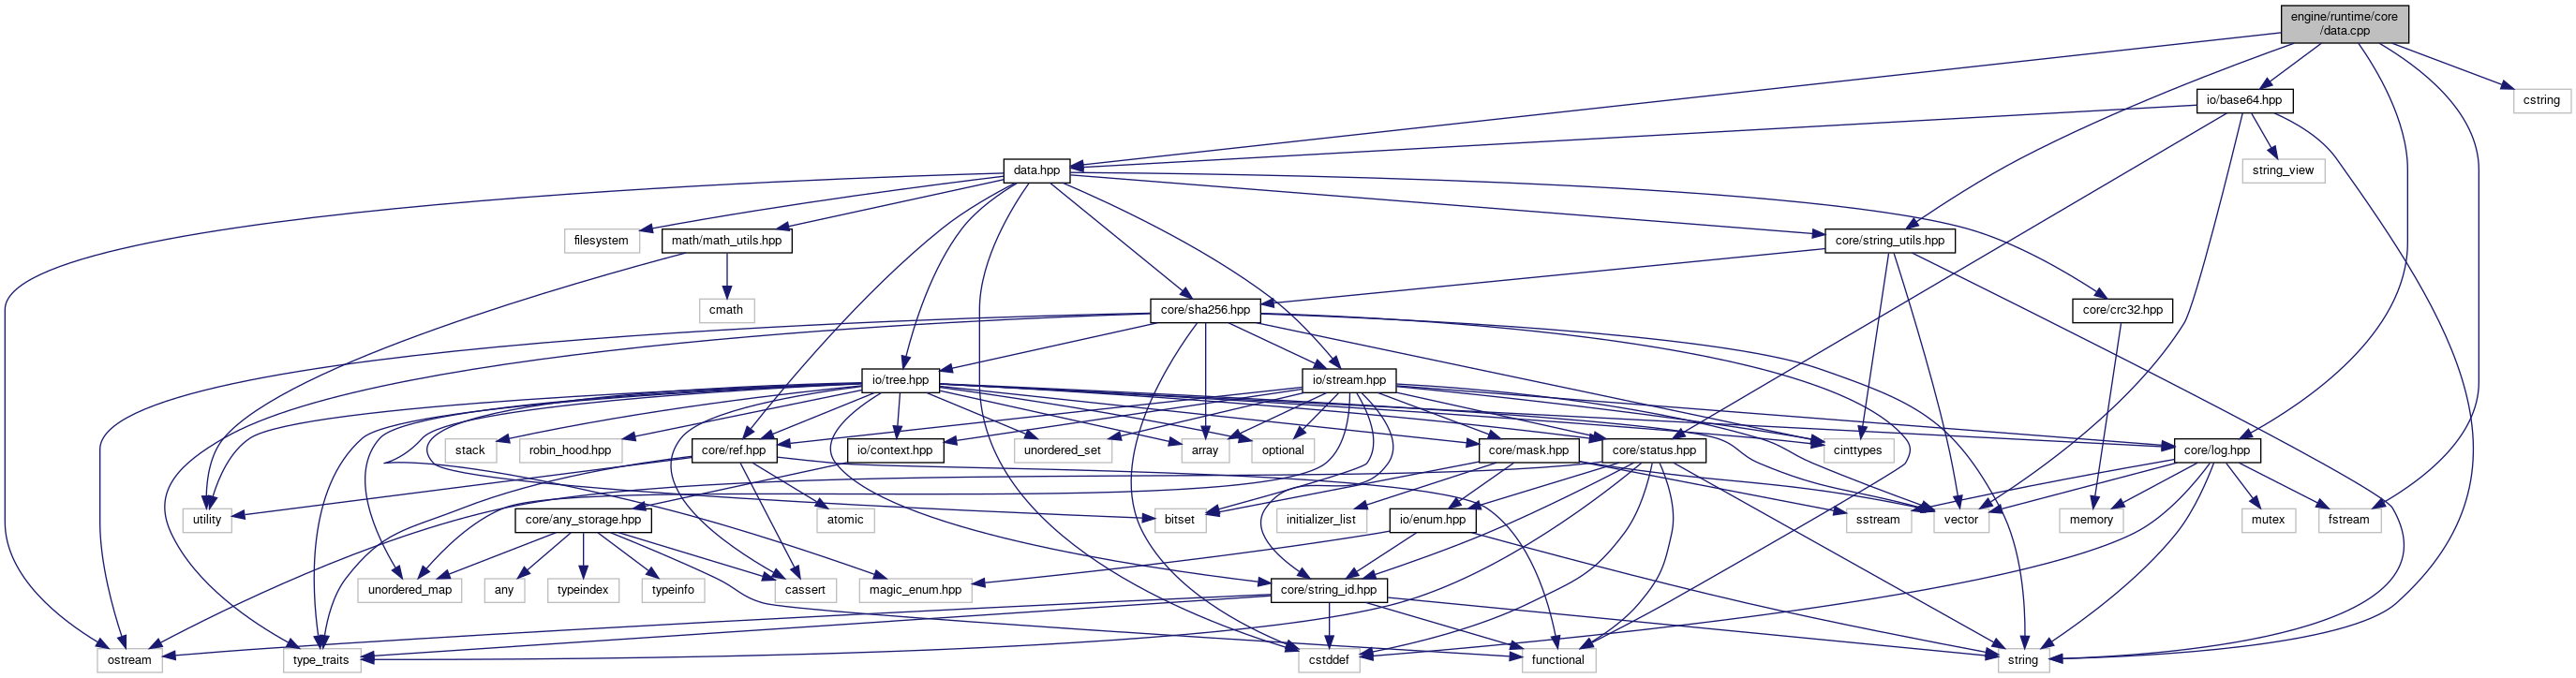 engine/runtime/core
/data.cpp
io/base64.hpp
cstring
data.hpp
string_view
filesystem
math/math_utils.hpp
core/string_utils.hpp
cmath
core/sha256.hpp
core/crc32.hpp
io/tree.hpp
io/stream.hpp
stack
robin_hood.hpp
core/ref.hpp
io/context.hpp
unordered_set
array
optional
core/mask.hpp
core/status.hpp
cinttypes
core/log.hpp
utility
core/any_storage.hpp
atomic
bitset
initializer_list
io/enum.hpp
sstream
vector
memory
mutex
fstream
unordered_map
any
typeindex
typeinfo
cassert
magic_enum.hpp
core/string_id.hpp
ostream
type_traits
cstddef
functional
string